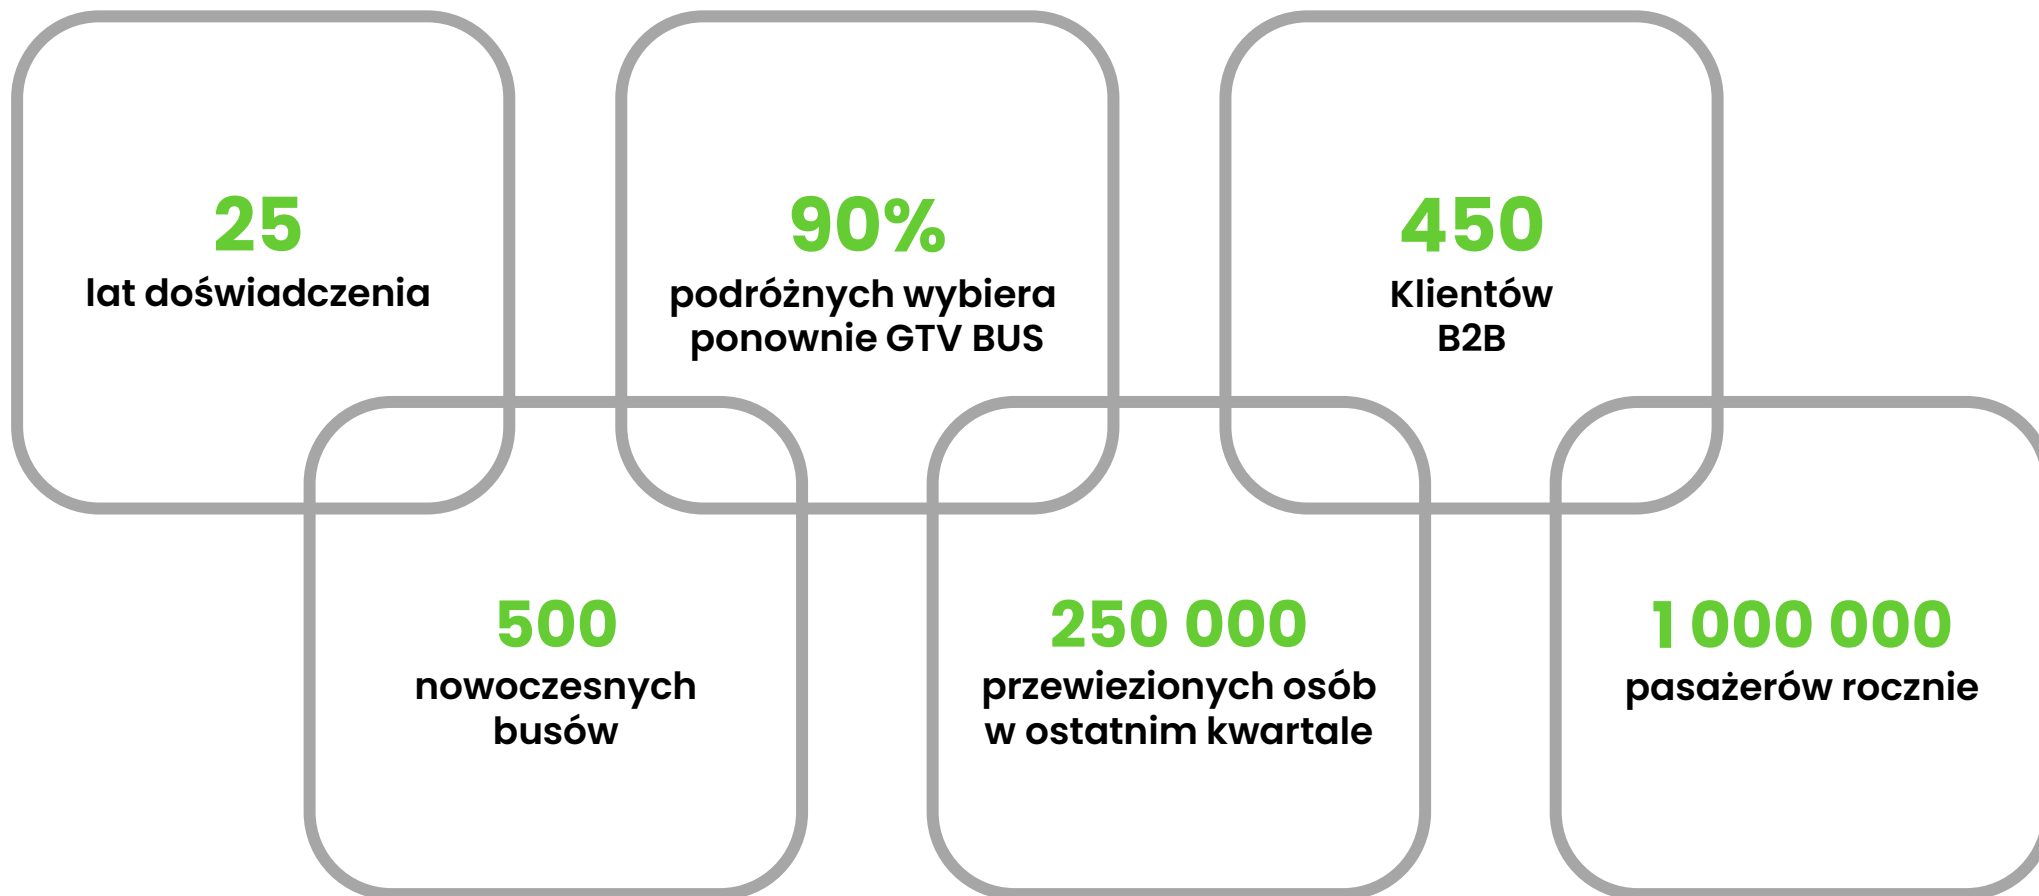 25
lat doświadczenia
90%
podróżnych wybiera
ponownie GTV BUS
450
Klientów
B2B
500
nowoczesnych
busów
250 000
przewiezionych osób
w ostatnim kwartale
1 000 000
pasażerów rocznie